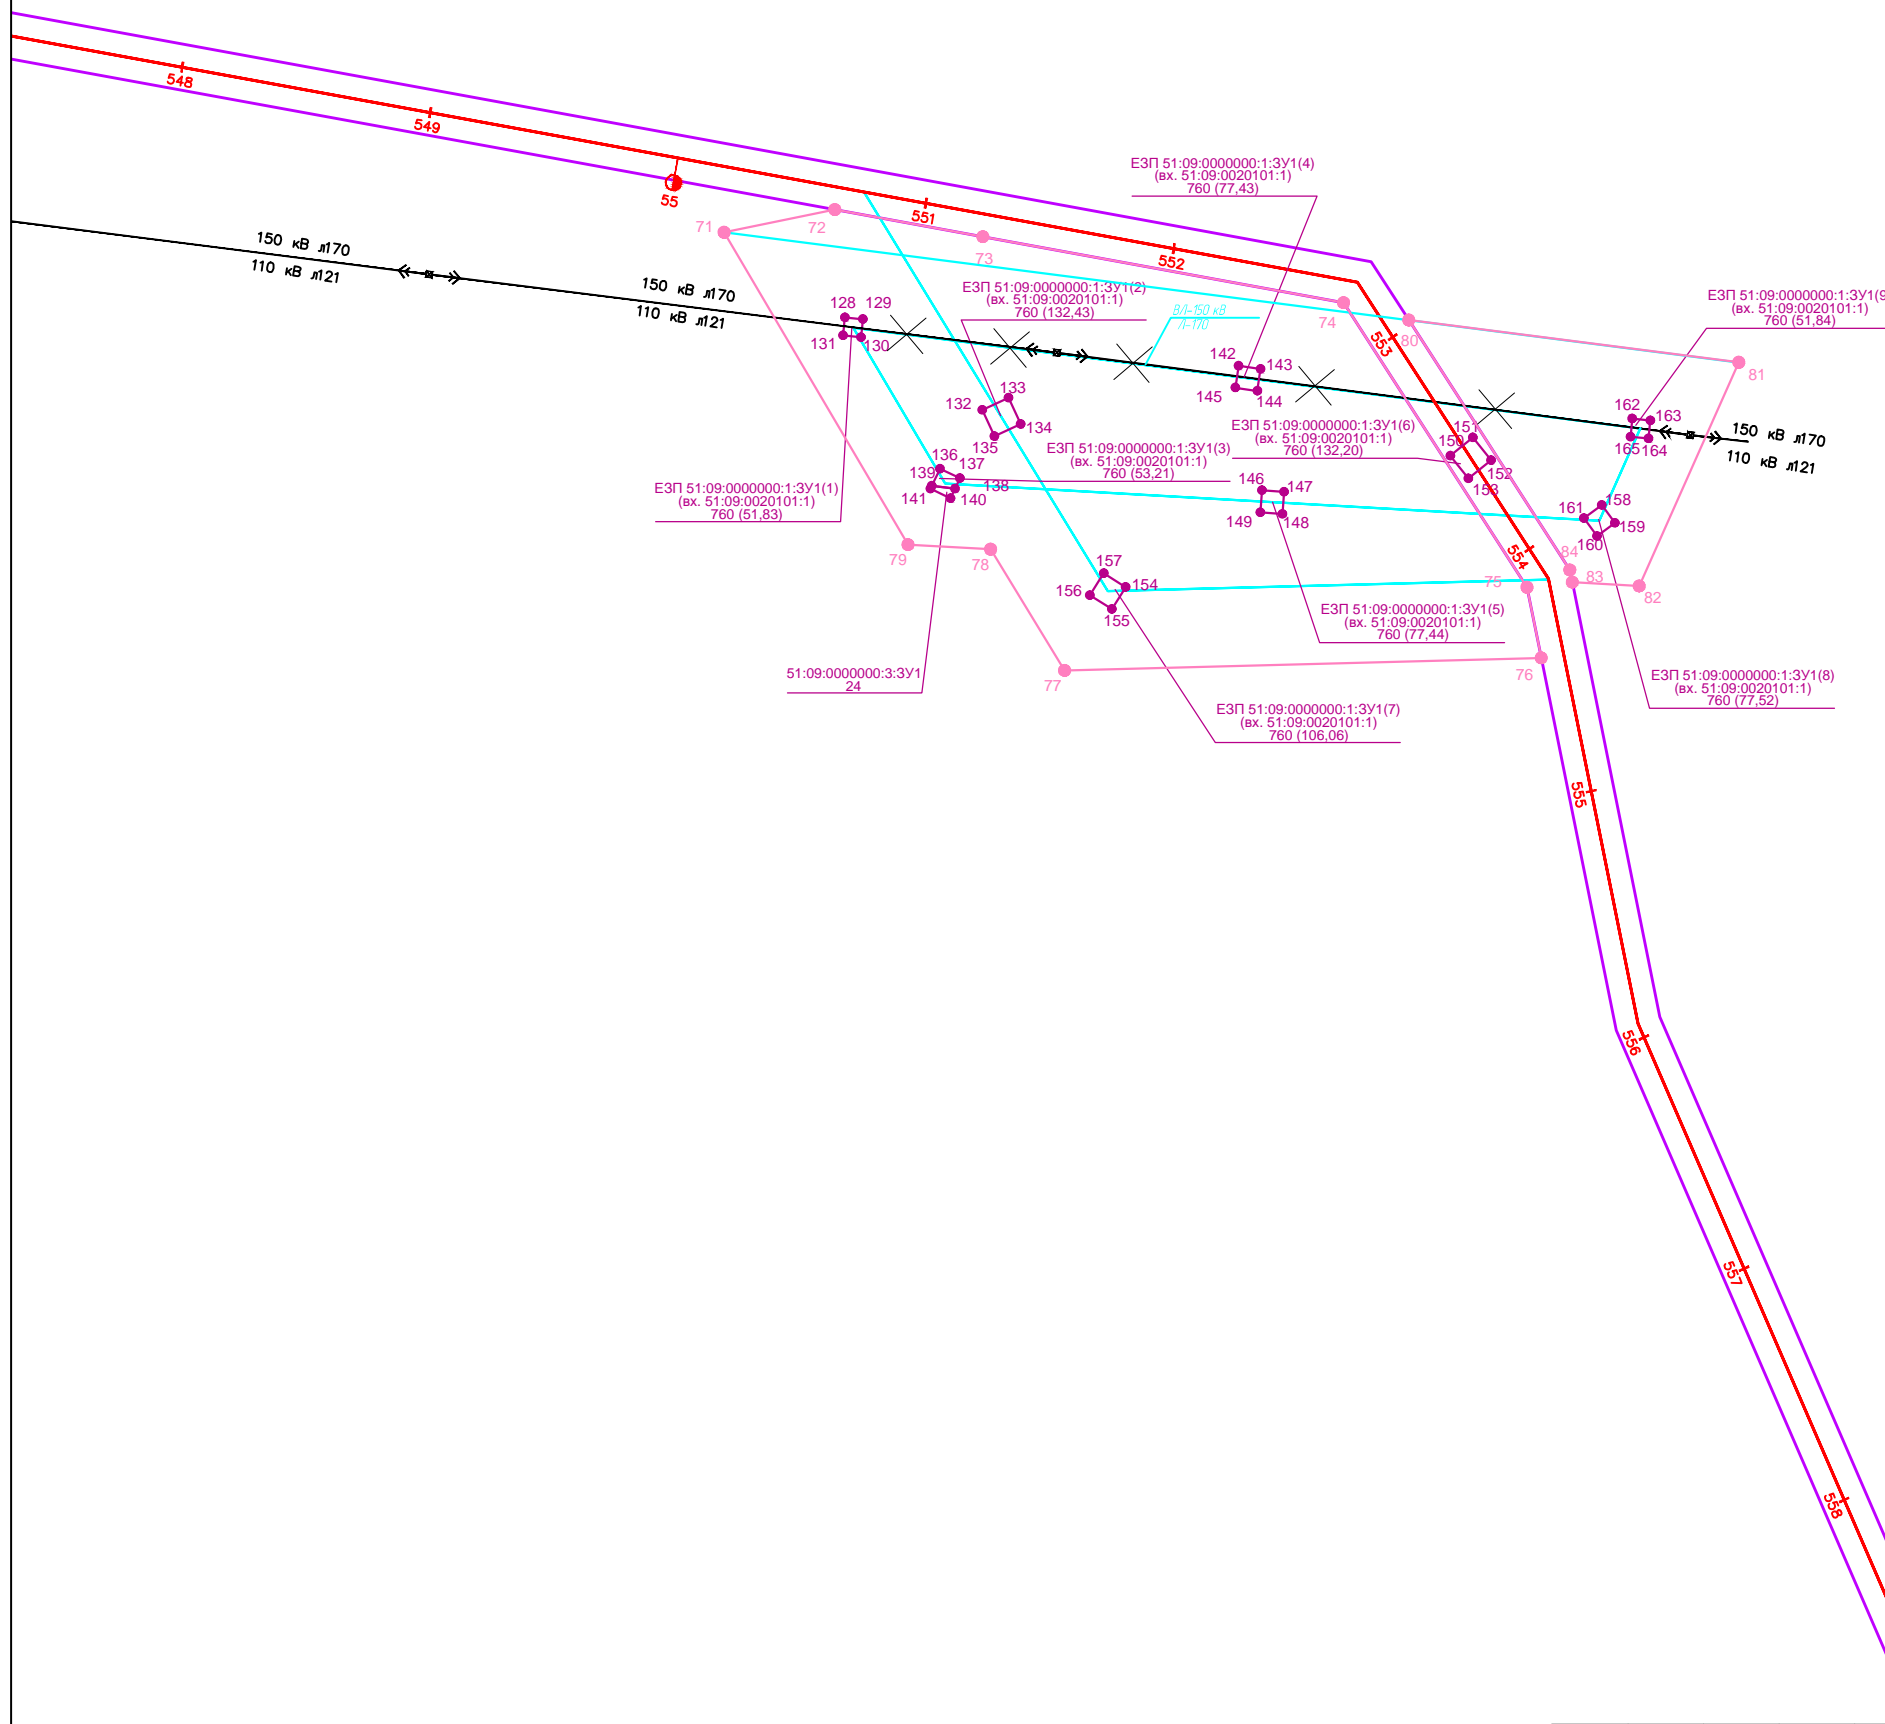 548
549
55
551
552
553
554
555
556
557
558
150 кВ л170
110 кВ л121
150 кВ л170
110 кВ л121
150 кВ л170
110 кВ л121
ВЛ-150 кВ
Л-170
ЕЗП 51:09:0000000:1:ЗУ1(4)
(вх. 51:09:0020101:1)
760 (77,43)
ЕЗП 51:09:0000000:1:ЗУ1(2)
(вх. 51:09:0020101:1)
760 (132,43)
ЕЗП 51:09:0000000:1:ЗУ1(9
(вх. 51:09:0020101:1)
760 (51,84)
ЕЗП 51:09:0000000:1:ЗУ1(6)
(вх. 51:09:0020101:1)
760 (132,20)
ЕЗП 51:09:0000000:1:ЗУ1(3)
(вх. 51:09:0020101:1)
760 (53,21)
ЕЗП 51:09:0000000:1:ЗУ1(1)
(вх. 51:09:0020101:1)
760 (51,83)
ЕЗП 51:09:0000000:1:ЗУ1(5)
(вх. 51:09:0020101:1)
760 (77,44)
51:09:0000000:3:ЗУ1
24
ЕЗП 51:09:0000000:1:ЗУ1(8)
(вх. 51:09:0020101:1)
760 (77,52)
ЕЗП 51:09:0000000:1:ЗУ1(7)
(вх. 51:09:0020101:1)
760 (106,06)
71
72
73
74
80
81
84
83
82
75
76
77
78
79
128
129
130
131
132
133
134
135
136
137
138
139
140
141
142
143
144
145
146
147
148
149
150
151
152
153
154
155
156
157
158
159
160
161
162
163
164
165